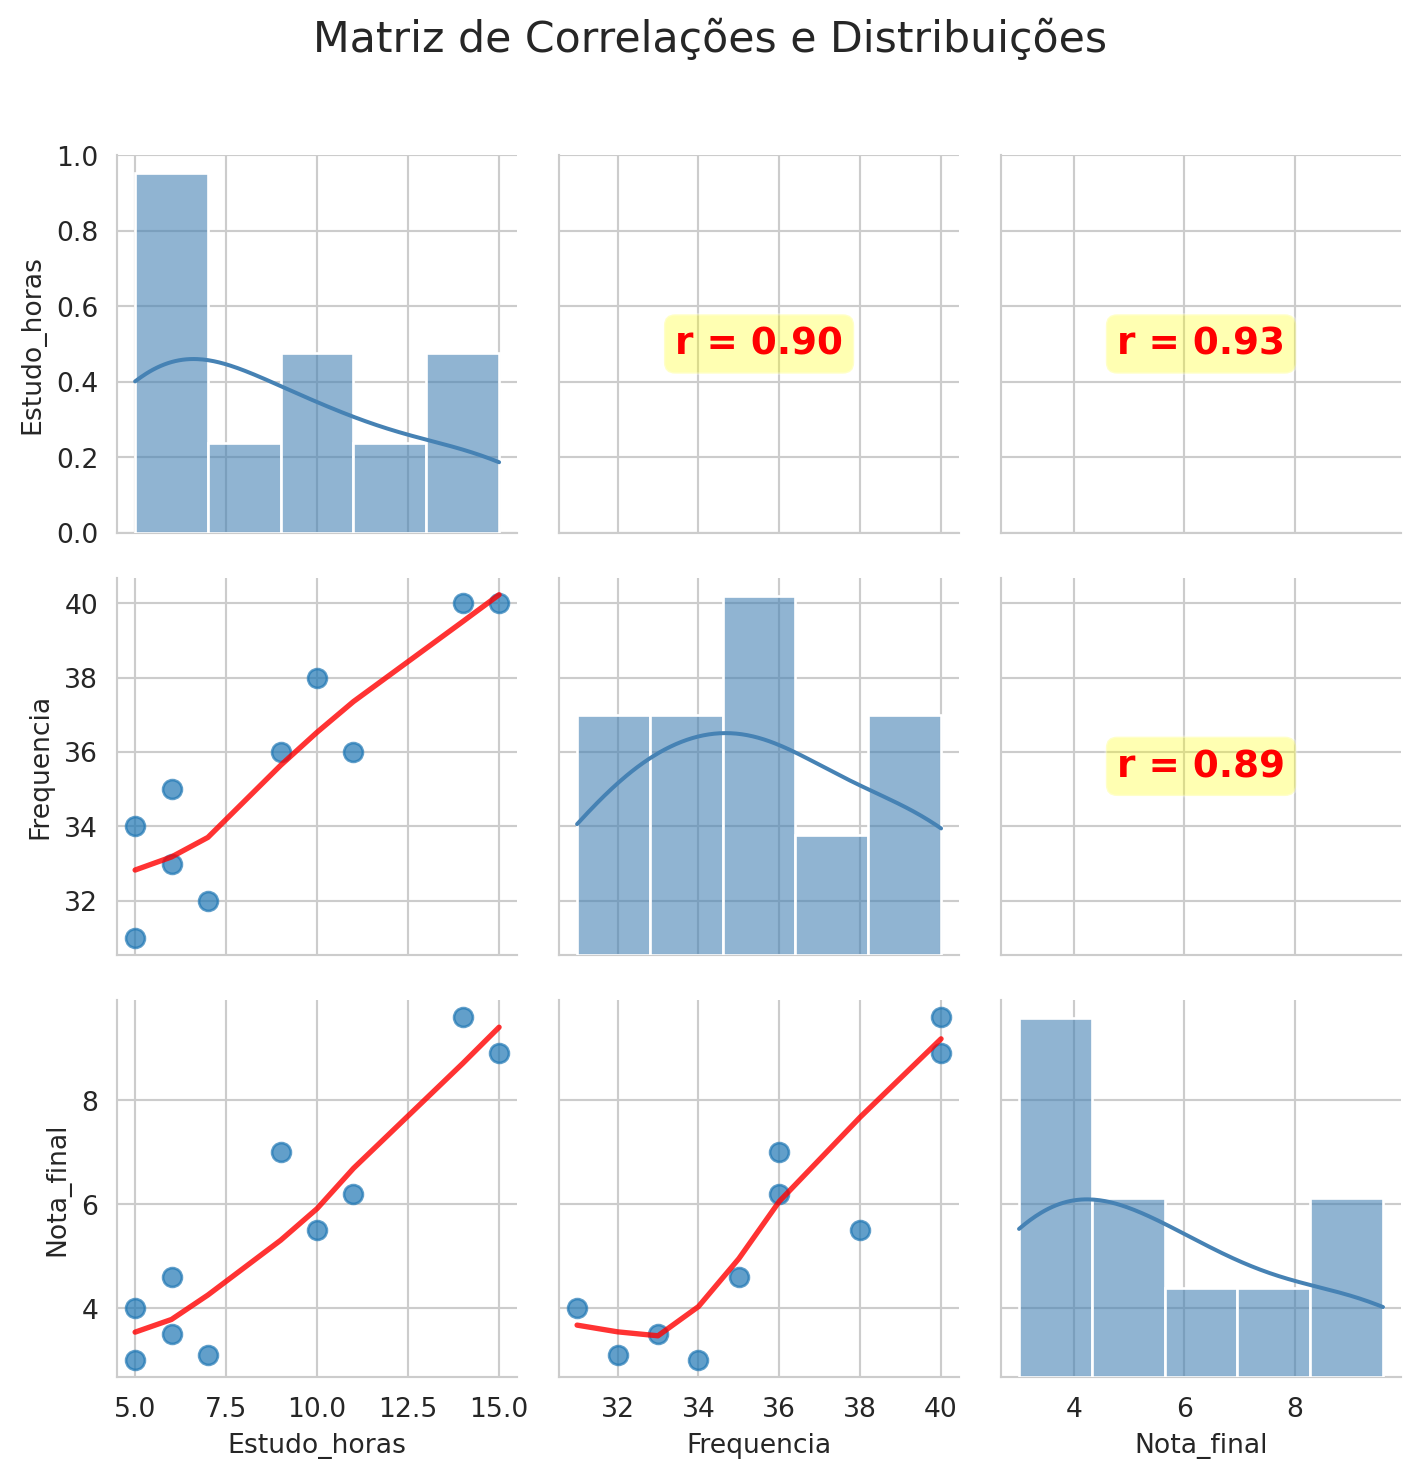 Matriz de Correlações e Distribuições
1.0
0.8
0.6
0.4
0.2
0.0
Estudo_horas
r = 0.90
r = 0.93
40
38
36
34
32
Frequencia
r = 0.89
8
6
4
Nota_final
5.0 7.5 10.0 12.5 15.0
Estudo_horas
32 34 36 38 40
Frequencia
4 6 8
Nota_final